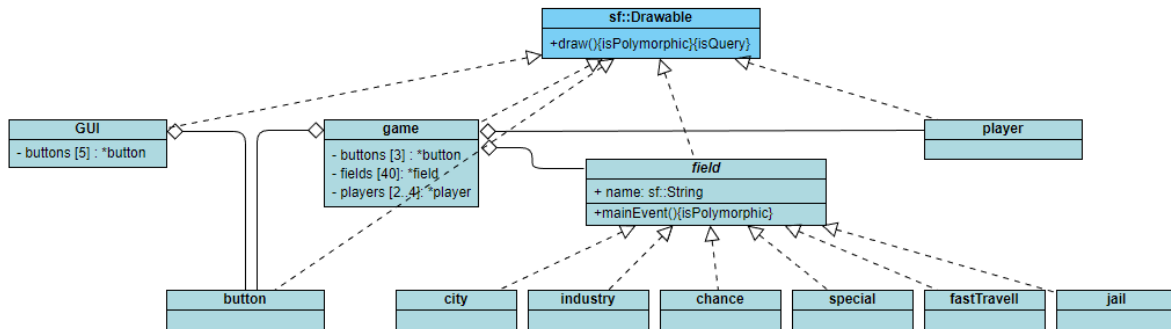 sf::Drawable
+draw(){isPolymorphic}{isQuery}
GUI
- buttons [5] : *button
game
- buttons [3] : *button
- fields [40]: *field
- players [2..4]: *player
player
field
+ name: sf::String
+mainEvent(){isPolymorphic}
button
city
industry
chance
special
fastTravell
jail